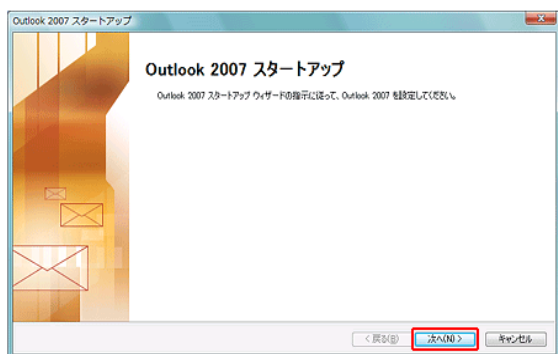 Outlook 2007 スタートアップ
Outlook 2007 スタートアップ
Outlook 2007 スタートアップ ウィザードの指示に従って、Outlook 2007 を設定してください。
< 戻る(B) 次へ(N) > キャンセル